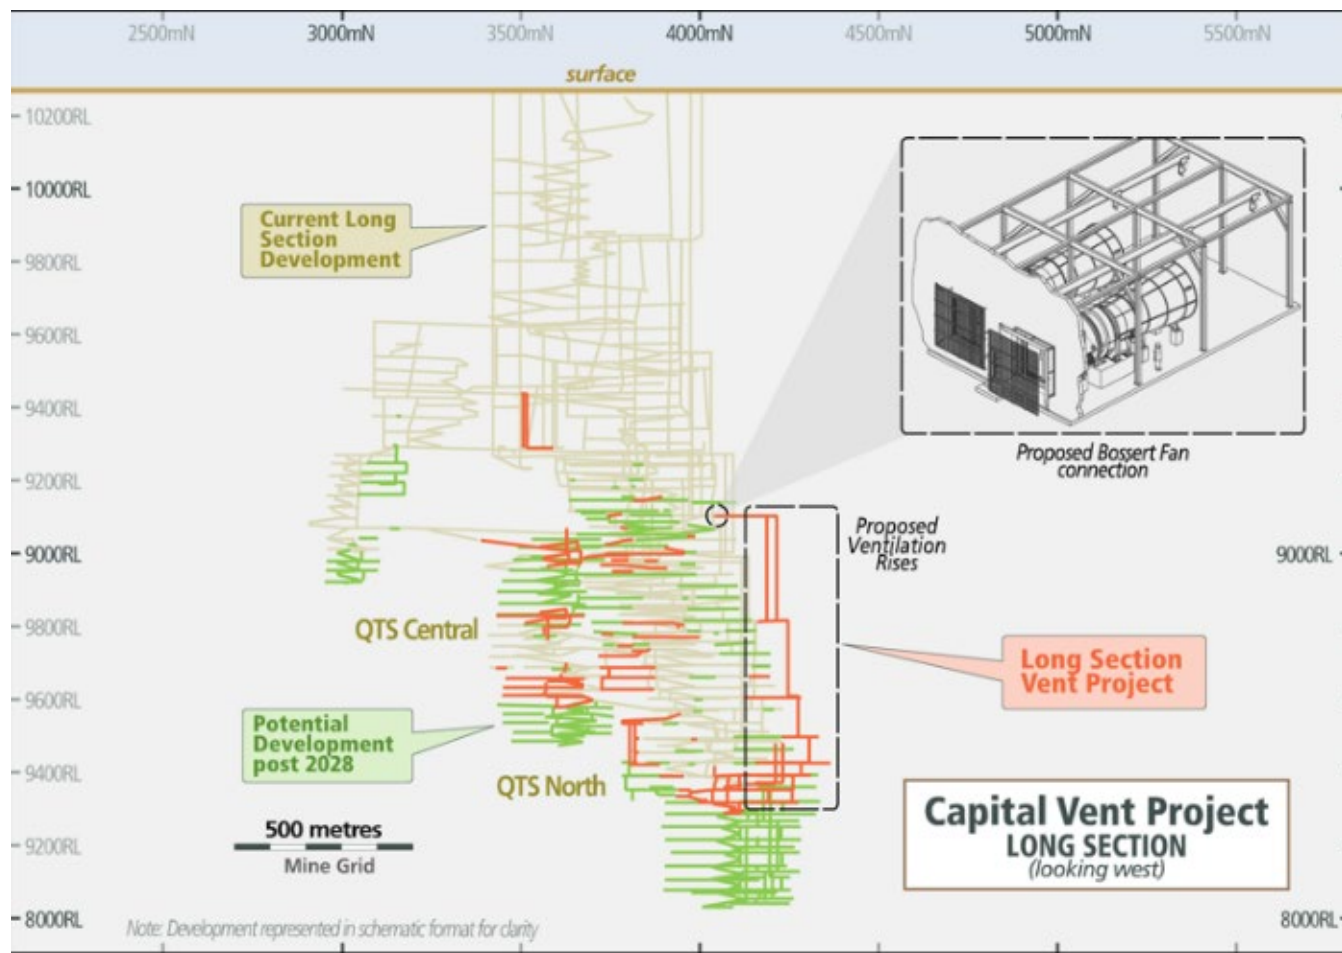 2500mN 3000mN 3500mN 4000mN 4500mN 5000mN 5500mN
surface
10200RL
10000RL
9800RL
9600RL
9400RL
9200RL
9000RL
9800RL
9600RL
9400RL
9200RL
8000RL
Current Long
Section
Development
Proposed Bossert Fan
connection
Proposed
Ventilation
Rises
9000RL
QTS Central
Long Section
Vent Project
Potential
Development
post 2028
QTS North
500 metres
Mine Grid
Capital Vent Project
LONG SECTION
(looking west)
Note: Development represented in schematic format for clarity
8000RL